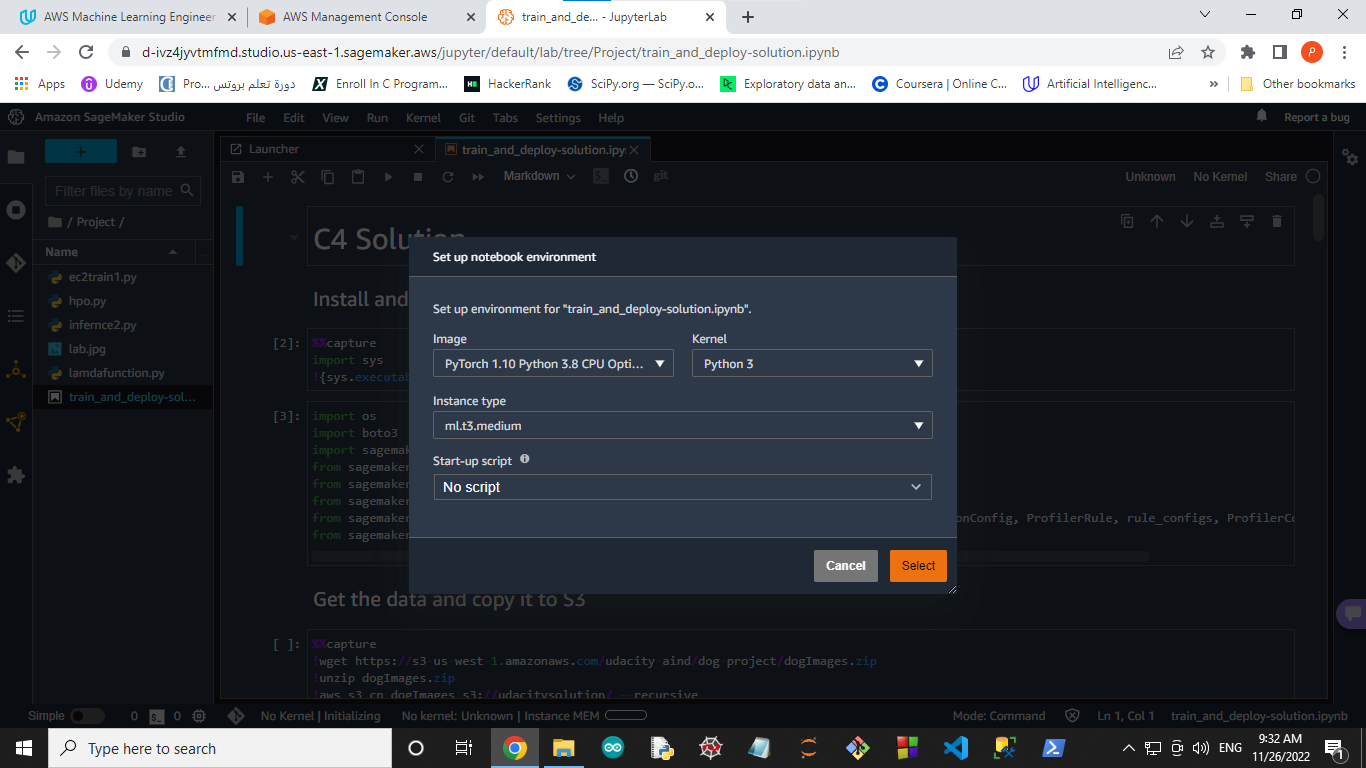 AWS Machine Learning Engineer
AWS Management Console
train_and_de... - JupyterLab
d-ivz4jyvtmfmd.studio.us-east-1.sagemaker.aws/jupyter/default/lab/tree/Project/train_and_deploy-solution.ipynb
P
Apps
Udemy
Pro... دورة تعلم بروتس
Enroll In C Program...
HackerRank
SciPy.org — SciPy.o...
Exploratory data an...
Coursera | Online C...
Artificial Intelligenc...
»
Other bookmarks
Amazon SageMaker Studio
File
Edit
View
Run
Kernel
Git
Tabs
Settings
Help
Report a bug
Launcher
train_and_deploy-solution.ipy
Filter files by name
/ Project /
Name
ec2train1.py
hpo.py
infernce2.py
lab.jpg
lamdafunction.py
train_and_deploy-sol...
Markdown
git
Unknown
No Kernel
Share
C4 Solution
Install and
[2]:
%%capture
import sys
!{sys.executab
[3]:
import os
import boto3
import sagemak
from sagemaker
from sagemaker
from sagemaker
from sagemaker
onConfig, ProfilerRule, rule_configs, ProfilerCo
from sagemaker
Set up notebook environment
Set up environment for "train_and_deploy-solution.ipynb".
Image
PyTorch 1.10 Python 3.8 CPU Opti...
Kernel
Python 3
Instance type
ml.t3.medium
Start-up script
No script
Cancel
Select
Get the data and copy it to S3
[ ]:
%%capture
!wget https://s3-us-west-1.amazonaws.com/udacity-aind/dog-project/dogImages.zip
!unzip dogImages.zip
!aws s3 cp dogImages s3://udacitysolution/ --recursive
Simple
0
0
No Kernel | Initializing
No kernel: Unknown | Instance MEM
Mode: Command
Ln 1, Col 1
train_and_deploy-solution.ipynb
Type here to search
ENG
9:32 AM
11/26/2022
1